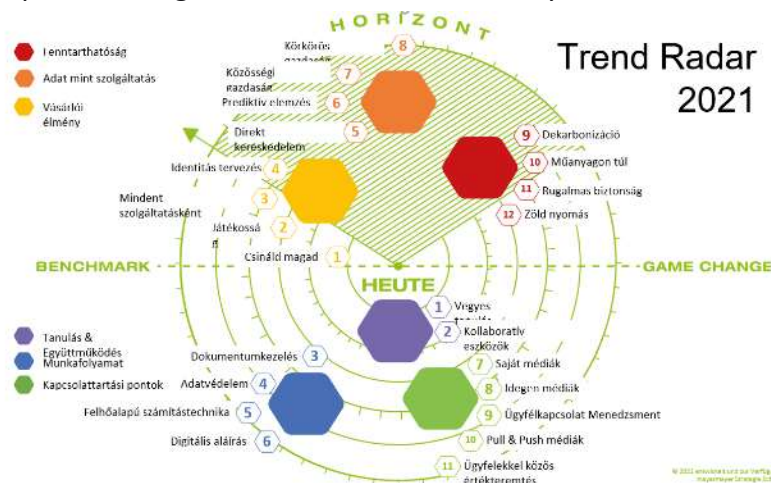 HORIZONT
Trend Radar
2021
Fenntarthatóság
Adat mint szolgáltatás
Vásárlói
élmény
Körkörös
gazdaság
8
Közösségi
gazdaság
7
Prediktív elemzés
6
Direkt
kereskedelem
5
Identitás tervezés
4
Mindent
szolgáltatásként
3
Játékossá
g
2
Csináld magad
1
9 Dekarbonizáció
10 Műanyagon túl
11 Rugalmas biztonság
12 Zöld nyomás
BENCHMARK
HEUTE
GAME CHANGE
Tanulás &
Együttműködés
Munkafolyamat
Kapcsolattartási pontok
1 Vegyes
2 Kollaboratív
eszközök
Dokumentumkezelés 3
Adatvédelem 4
Felhőalapú számítástechnika 5
Digitális aláírás 6
7 Saját médiák
8 Idegen médiák
9 Ügyfélkapcsolat Menedzsment
10 Pull & Push médiák
11 Ügyfelekkel közös
értékteremtés